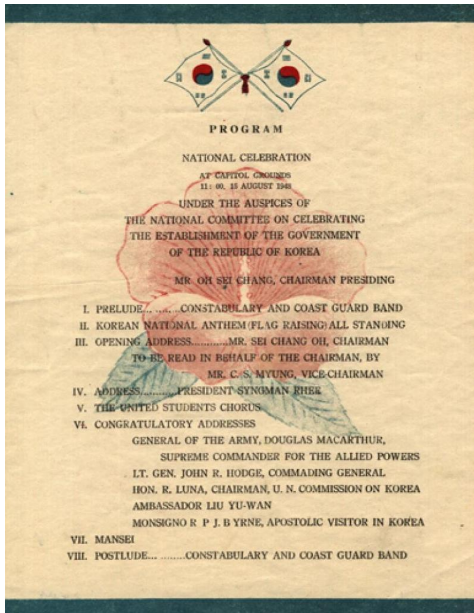 PROGRAM
NATIONAL CELEBRATION
AT CAPITOL GROUNDS
11: 00, 15 AUGUST 1948
UNDER THE AUSPICES OF
THE NATIONAL COMMITTEE ON CELEBRATING
THE ESTABLISHMENT OF THE GOVERNMENT
OF THE REPUBLIC OF KOREA
MR. OH SEI CHANG, CHAIRMAN PRESIDING
I. PRELUDE... ......CONSTABULARY AND COAST GUARD BAND
II. KOREAN NATIONAL ANTHEM (FLAG RAISING) ALL STANDING
III. OPENING ADDRESS............MR. SEI CHANG OH, CHAIRMAN
TO BE READ IN BEHALF OF THE CHAIRMAN, BY
MR. C. S. MYUNG, VICE-CHAIRMAN
IV. ADDRESS............PRESIDENT SYNGMAN RHEE
V. THE UNITED STUDENTS CHORUS
VI. CONGRATULATORY ADDRESSES
GENERAL OF THE ARMY, DOUGLAS MACARTHUR,
SUPREME COMMANDER FOR THE ALLIED POWERS
LT. GEN. JOHN R. HODGE, COMMADING GENERAL
HON. R. LUNA, CHAIRMAN, U. N. COMMISSION ON KOREA
AMBASSADOR LIU YU-WAN
MONSIGNO R P J. B YRNE, APOSTOLIC VISITOR IN KOREA
VII. MANSEI
VIII. POSTLUDE... ........CONSTABULARY AND COAST GUARD BAND